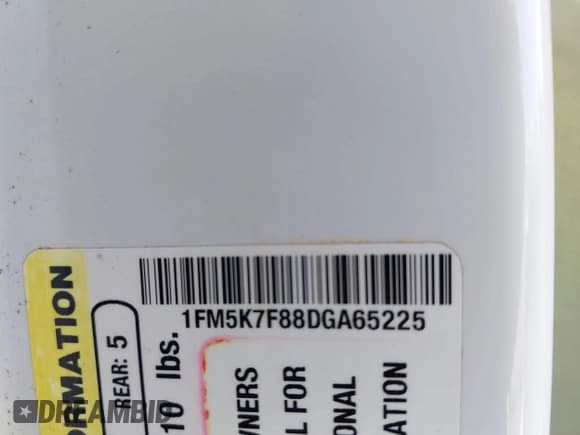 1FM5K7F88DGA65225
REAR: 5
10 lbs.
WNERS
L FOR
ONAL
ATION
ORMATION
DREAMBID